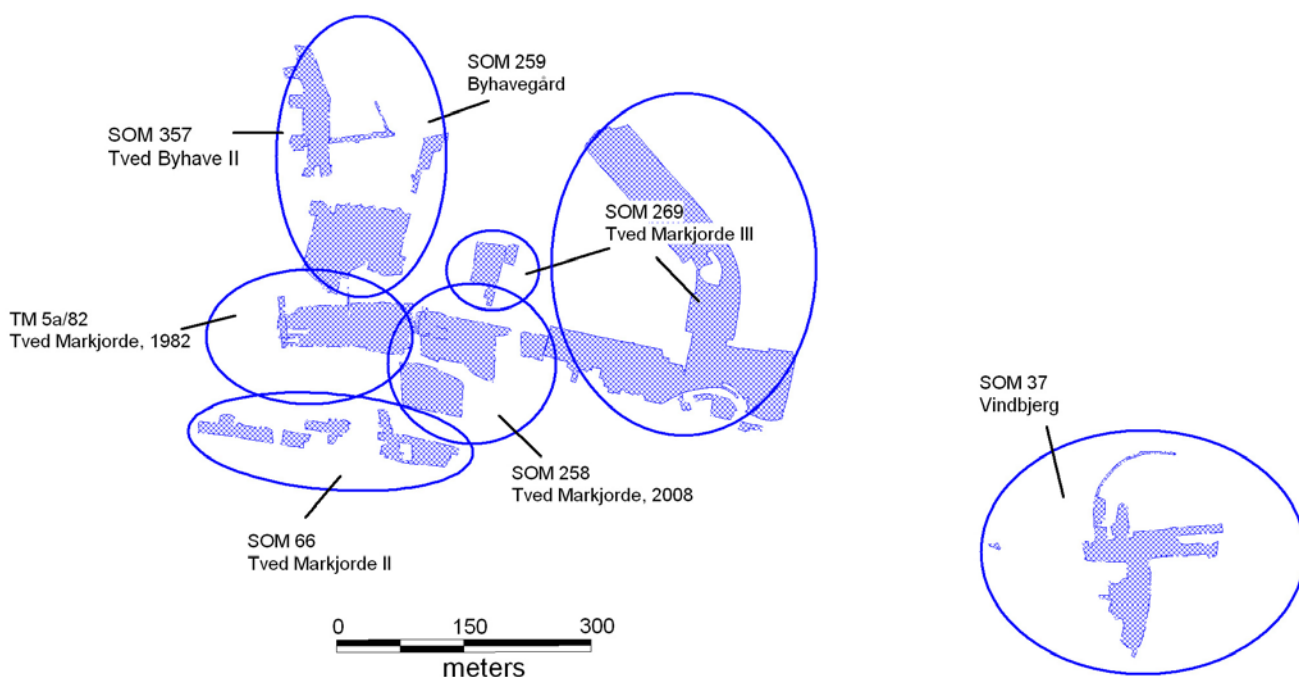 SOM 259
Byhavegård
SOM 357
Tved Byhave II
SOM 269
Tved Markjorde III
TM 5a/82
Tved Markjorde, 1982
SOM 37
Vindbjerg
SOM 258
Tved Markjorde, 2008
SOM 66
Tved Markjorde II
0 150 300
meters